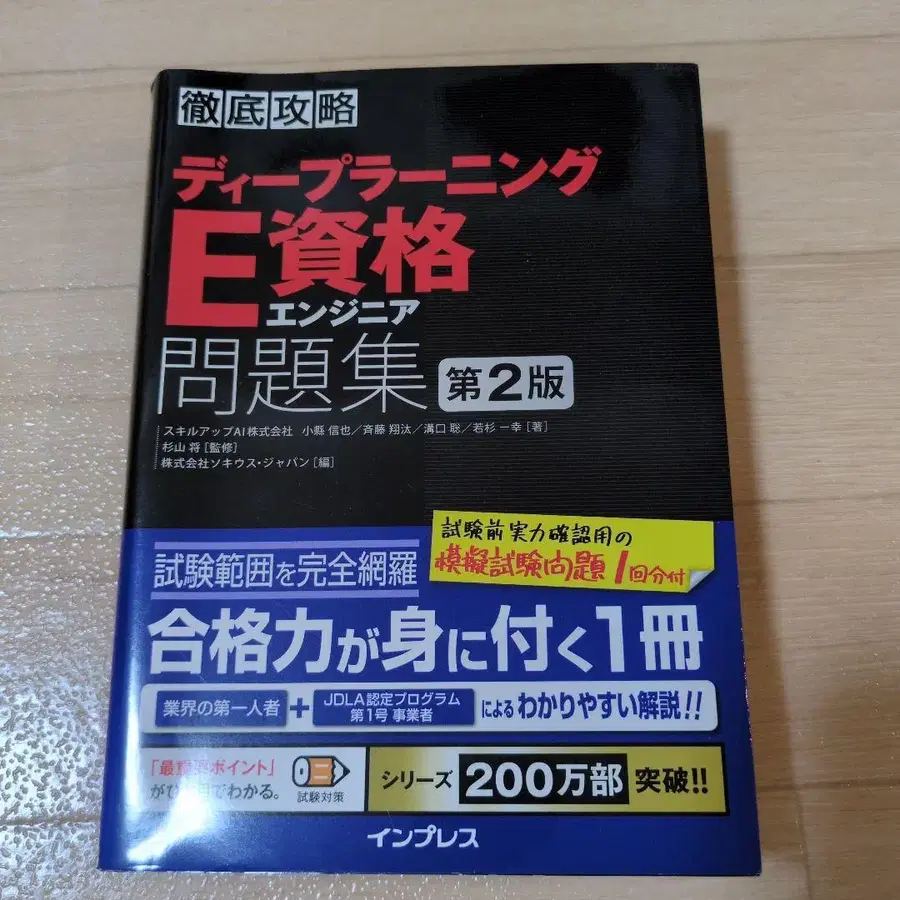 徹底攻略
ディープラーニング
E資格
エンジニア
問題集 第2版
スキルアップAI株式会社 小縣 信也／斉藤 翔汰／溝口 聡／若杉 一幸［著］
杉山 将［監修］
株式会社ソキウス・ジャパン［編］
試験前実力確認用の
模擬試験問題1回分付
試験範囲を完全網羅
合格力が身に付く1冊
業界の第一人者+JDLA認定プログラム
第1号 事業者
によるわかりやすい解説!!
「最重要ポイント」
がひと目でわかる。
試験対策
シリーズ 200万部 突破!!
インプレス